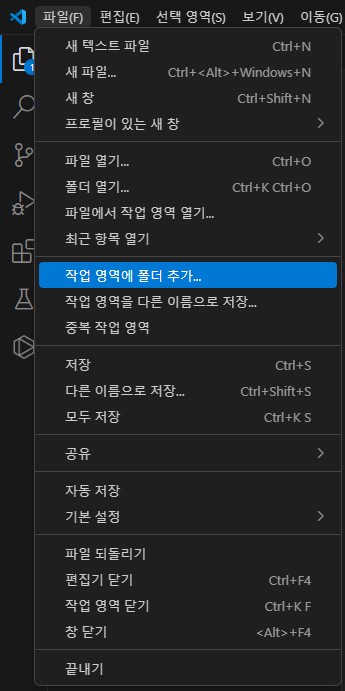 파일(F) 편집(E) 선택 영역(S) 보기(V) 이동(G)
새 텍스트 파일 Ctrl+N
새 파일... Ctrl+<Alt>+Windows+N
새 창 Ctrl+Shift+N
프로필이 있는 새 창
파일 열기... Ctrl+O
폴더 열기... Ctrl+K Ctrl+O
파일에서 작업 영역 열기...
최근 항목 열기
작업 영역에 폴더 추가...
작업 영역을 다른 이름으로 저장...
중복 작업 영역
저장 Ctrl+S
다른 이름으로 저장... Ctrl+Shift+S
모두 저장 Ctrl+K S
공유
자동 저장
기본 설정
파일 되돌리기
편집기 닫기 Ctrl+F4
작업 영역 닫기 Ctrl+K F
창 닫기 <Alt>+F4
끝내기